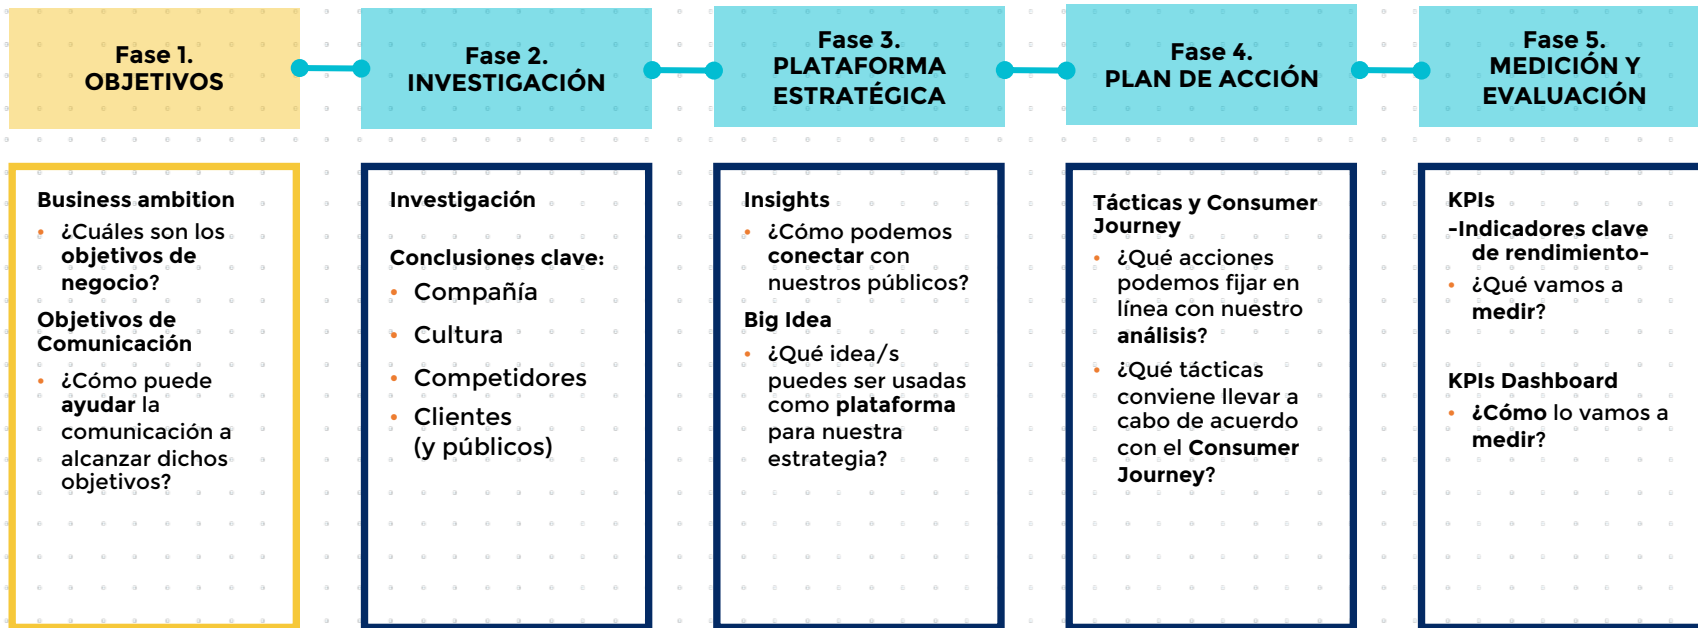 Fase 1.
OBJETIVOS
Fase 2.
INVESTIGACIÓN
Fase 3.
PLATAFORMA
ESTRATÉGICA
Fase 4.
PLAN DE ACCIÓN
Fase 5.
MEDICIÓN Y
EVALUACIÓN
Business ambition
• ¿Cuáles son los
objetivos de
negocio?
Objetivos de
Comunicación
• ¿Cómo puede
ayudar la
comunicación a
alcanzar dichos
objetivos?
Investigación
Conclusiones clave:
• Compañía
• Cultura
• Competidores
• Clientes
(y públicos)
Insights
• ¿Cómo podemos
conectar con
nuestros públicos?
Big Idea
• ¿Qué idea/s
puedes ser usadas
como plataforma
para nuestra
estrategia?
Tácticas y Consumer
Journey
• ¿Qué acciones
podemos fijar en
línea con nuestro
análisis?
• ¿Qué tácticas
conviene llevar a
cabo de acuerdo
con el Consumer
Journey?
KPIs
-Indicadores clave
de rendimiento-
• ¿Qué vamos a
medir?
KPIs Dashboard
• ¿Cómo lo vamos a
medir?